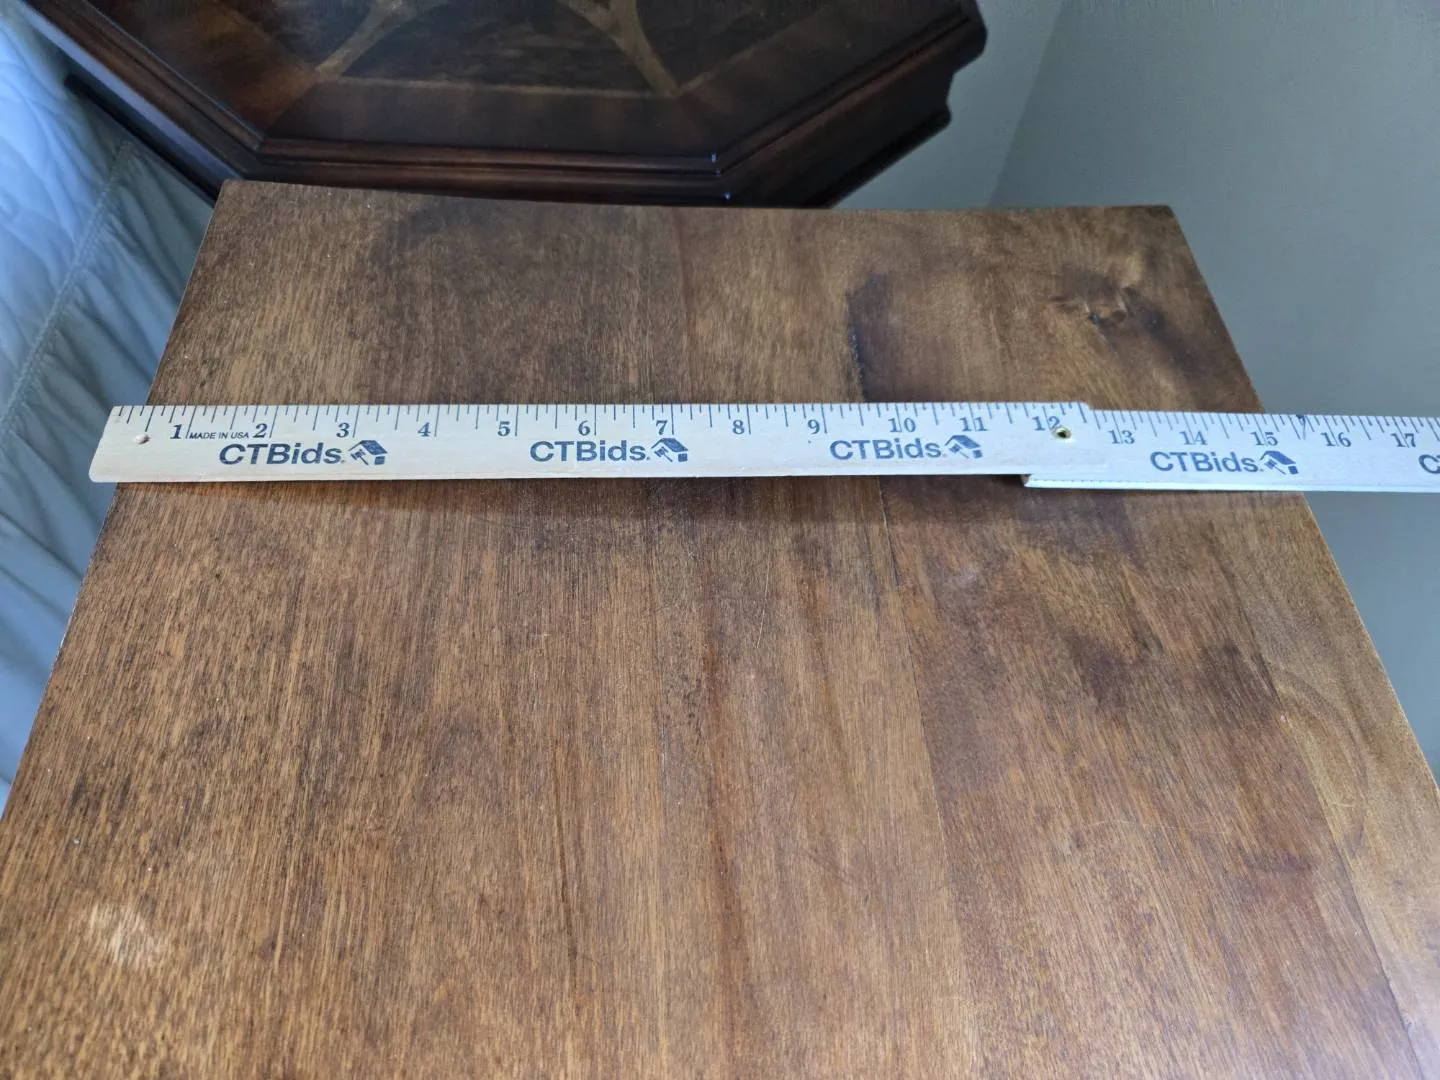 1 MADE IN USA 2 3 4 5 6 7 8 9 10 11 12 13 14 15 16 17
CTBids. CTBids. CTBids. CTBids. C